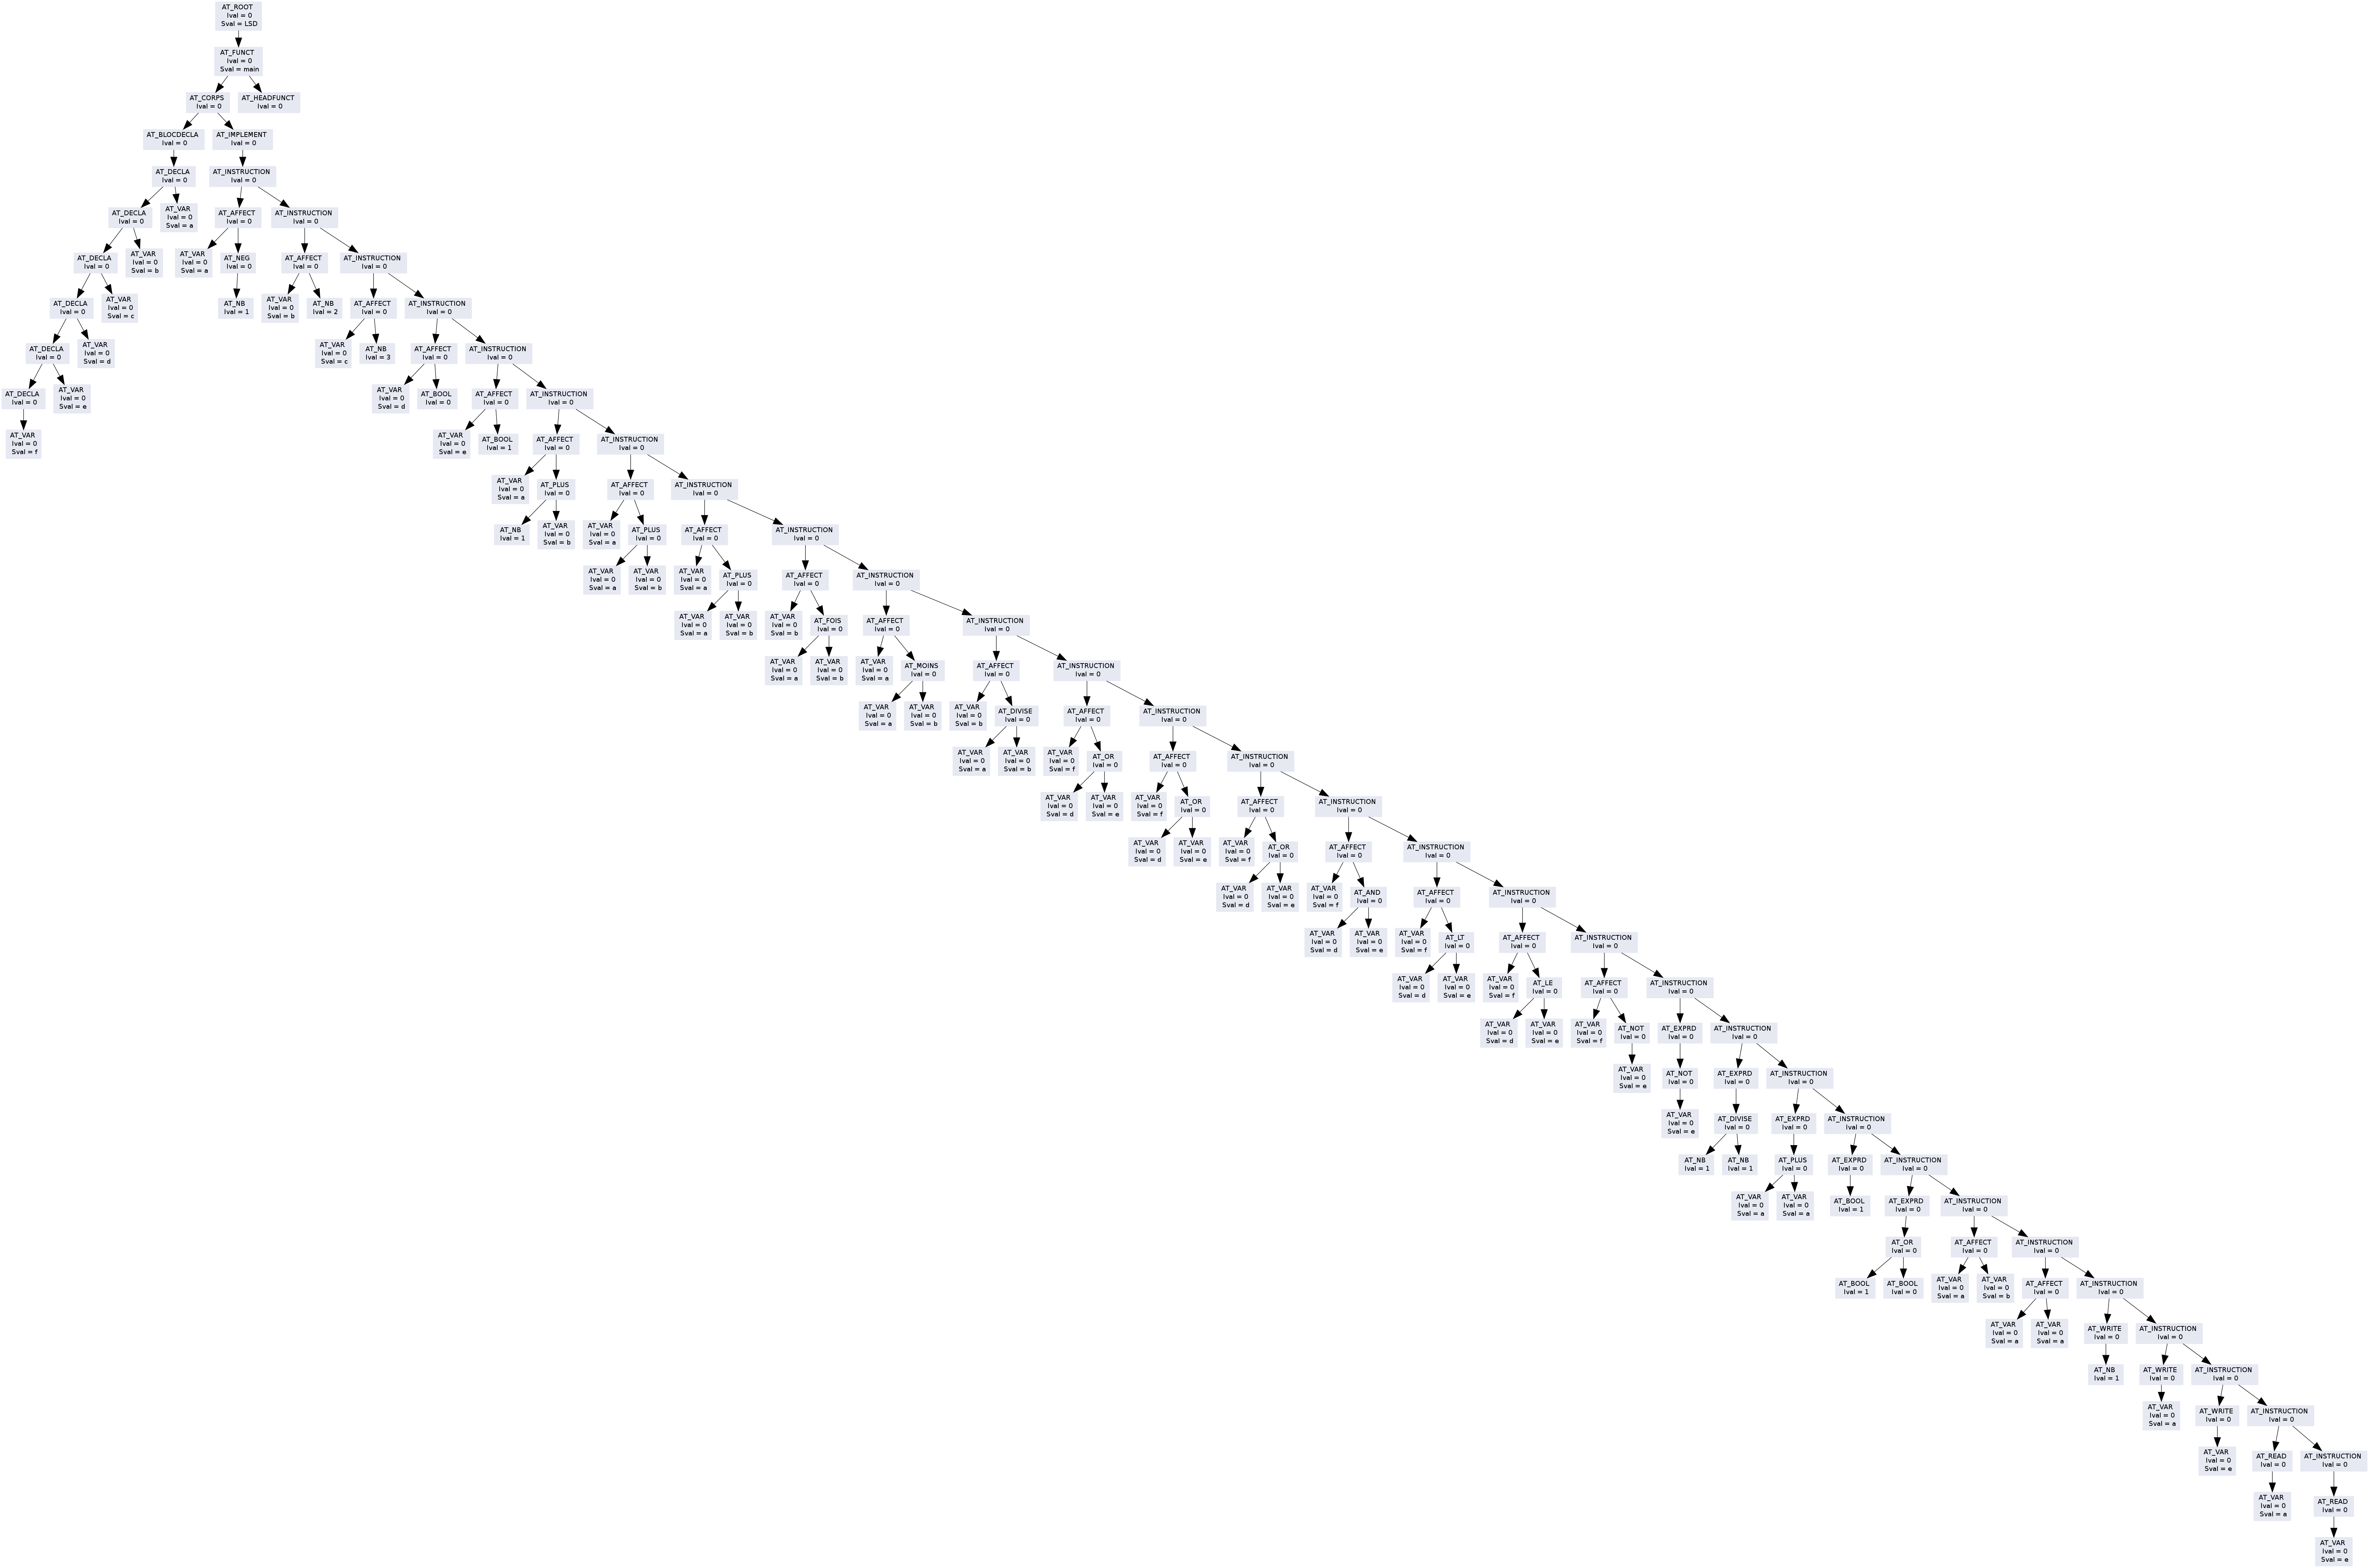 AT_ROOT
Ival = 0
Sval = LSD
AT_FUNCT
Ival = 0
Sval = main
AT_CORPS
Ival = 0
AT_HEADFUNCT
Ival = 0
AT_BLOCDECLA
Ival = 0
AT_IMPLEMENT
Ival = 0
AT_DECLA
Ival = 0
AT_INSTRUCTION
Ival = 0
AT_DECLA
Ival = 0
AT_VAR
Ival = 0
Sval = a
AT_AFFECT
Ival = 0
AT_INSTRUCTION
Ival = 0
AT_DECLA
Ival = 0
AT_VAR
Ival = 0
Sval = b
AT_VAR
Ival = 0
Sval = a
AT_NEG
Ival = 0
AT_AFFECT
Ival = 0
AT_INSTRUCTION
Ival = 0
AT_DECLA
Ival = 0
AT_VAR
Ival = 0
Sval = c
AT_NB
Ival = 1
AT_VAR
Ival = 0
Sval = b
AT_NB
Ival = 2
AT_AFFECT
Ival = 0
AT_INSTRUCTION
Ival = 0
AT_DECLA
Ival = 0
AT_VAR
Ival = 0
Sval = d
AT_VAR
Ival = 0
Sval = c
AT_NB
Ival = 3
AT_AFFECT
Ival = 0
AT_INSTRUCTION
Ival = 0
AT_DECLA
Ival = 0
AT_VAR
Ival = 0
Sval = e
AT_VAR
Ival = 0
Sval = d
AT_BOOL
Ival = 0
AT_AFFECT
Ival = 0
AT_INSTRUCTION
Ival = 0
AT_VAR
Ival = 0
Sval = f
AT_VAR
Ival = 0
Sval = e
AT_BOOL
Ival = 1
AT_AFFECT
Ival = 0
AT_INSTRUCTION
Ival = 0
AT_VAR
Ival = 0
Sval = a
AT_PLUS
Ival = 0
AT_AFFECT
Ival = 0
AT_INSTRUCTION
Ival = 0
AT_NB
Ival = 1
AT_VAR
Ival = 0
Sval = b
AT_VAR
Ival = 0
Sval = a
AT_PLUS
Ival = 0
AT_AFFECT
Ival = 0
AT_INSTRUCTION
Ival = 0
AT_VAR
Ival = 0
Sval = a
AT_VAR
Ival = 0
Sval = b
AT_VAR
Ival = 0
Sval = a
AT_PLUS
Ival = 0
AT_AFFECT
Ival = 0
AT_INSTRUCTION
Ival = 0
AT_VAR
Ival = 0
Sval = a
AT_VAR
Ival = 0
Sval = b
AT_VAR
Ival = 0
Sval = b
AT_FOIS
Ival = 0
AT_AFFECT
Ival = 0
AT_INSTRUCTION
Ival = 0
AT_VAR
Ival = 0
Sval = a
AT_VAR
Ival = 0
Sval = b
AT_VAR
Ival = 0
Sval = a
AT_MOINS
Ival = 0
AT_AFFECT
Ival = 0
AT_INSTRUCTION
Ival = 0
AT_VAR
Ival = 0
Sval = a
AT_VAR
Ival = 0
Sval = b
AT_VAR
Ival = 0
Sval = b
AT_DIVISE
Ival = 0
AT_AFFECT
Ival = 0
AT_INSTRUCTION
Ival = 0
AT_VAR
Ival = 0
Sval = a
AT_VAR
Ival = 0
Sval = b
AT_VAR
Ival = 0
Sval = f
AT_OR
Ival = 0
AT_AFFECT
Ival = 0
AT_INSTRUCTION
Ival = 0
AT_VAR
Ival = 0
Sval = d
AT_VAR
Ival = 0
Sval = e
AT_VAR
Ival = 0
Sval = f
AT_OR
Ival = 0
AT_AFFECT
Ival = 0
AT_INSTRUCTION
Ival = 0
AT_VAR
Ival = 0
Sval = d
AT_VAR
Ival = 0
Sval = e
AT_VAR
Ival = 0
Sval = f
AT_OR
Ival = 0
AT_AFFECT
Ival = 0
AT_INSTRUCTION
Ival = 0
AT_VAR
Ival = 0
Sval = d
AT_VAR
Ival = 0
Sval = e
AT_VAR
Ival = 0
Sval = f
AT_AND
Ival = 0
AT_AFFECT
Ival = 0
AT_INSTRUCTION
Ival = 0
AT_VAR
Ival = 0
Sval = d
AT_VAR
Ival = 0
Sval = e
AT_VAR
Ival = 0
Sval = f
AT_LT
Ival = 0
AT_AFFECT
Ival = 0
AT_INSTRUCTION
Ival = 0
AT_VAR
Ival = 0
Sval = d
AT_VAR
Ival = 0
Sval = e
AT_VAR
Ival = 0
Sval = f
AT_LE
Ival = 0
AT_AFFECT
Ival = 0
AT_INSTRUCTION
Ival = 0
AT_VAR
Ival = 0
Sval = d
AT_VAR
Ival = 0
Sval = e
AT_VAR
Ival = 0
Sval = f
AT_NOT
Ival = 0
AT_EXPRD
Ival = 0
AT_INSTRUCTION
Ival = 0
AT_VAR
Ival = 0
Sval = e
AT_NOT
Ival = 0
AT_EXPRD
Ival = 0
AT_INSTRUCTION
Ival = 0
AT_VAR
Ival = 0
Sval = e
AT_DIVISE
Ival = 0
AT_EXPRD
Ival = 0
AT_INSTRUCTION
Ival = 0
AT_NB
Ival = 1
AT_NB
Ival = 1
AT_PLUS
Ival = 0
AT_EXPRD
Ival = 0
AT_INSTRUCTION
Ival = 0
AT_VAR
Ival = 0
Sval = a
AT_VAR
Ival = 0
Sval = a
AT_BOOL
Ival = 1
AT_EXPRD
Ival = 0
AT_INSTRUCTION
Ival = 0
AT_OR
Ival = 0
AT_AFFECT
Ival = 0
AT_INSTRUCTION
Ival = 0
AT_BOOL
Ival = 1
AT_BOOL
Ival = 0
AT_VAR
Ival = 0
Sval = a
AT_VAR
Ival = 0
Sval = b
AT_AFFECT
Ival = 0
AT_INSTRUCTION
Ival = 0
AT_VAR
Ival = 0
Sval = a
AT_VAR
Ival = 0
Sval = a
AT_WRITE
Ival = 0
AT_INSTRUCTION
Ival = 0
AT_NB
Ival = 1
AT_WRITE
Ival = 0
AT_INSTRUCTION
Ival = 0
AT_VAR
Ival = 0
Sval = a
AT_WRITE
Ival = 0
AT_INSTRUCTION
Ival = 0
AT_VAR
Ival = 0
Sval = e
AT_READ
Ival = 0
AT_INSTRUCTION
Ival = 0
AT_VAR
Ival = 0
Sval = a
AT_READ
Ival = 0
AT_VAR
Ival = 0
Sval = e